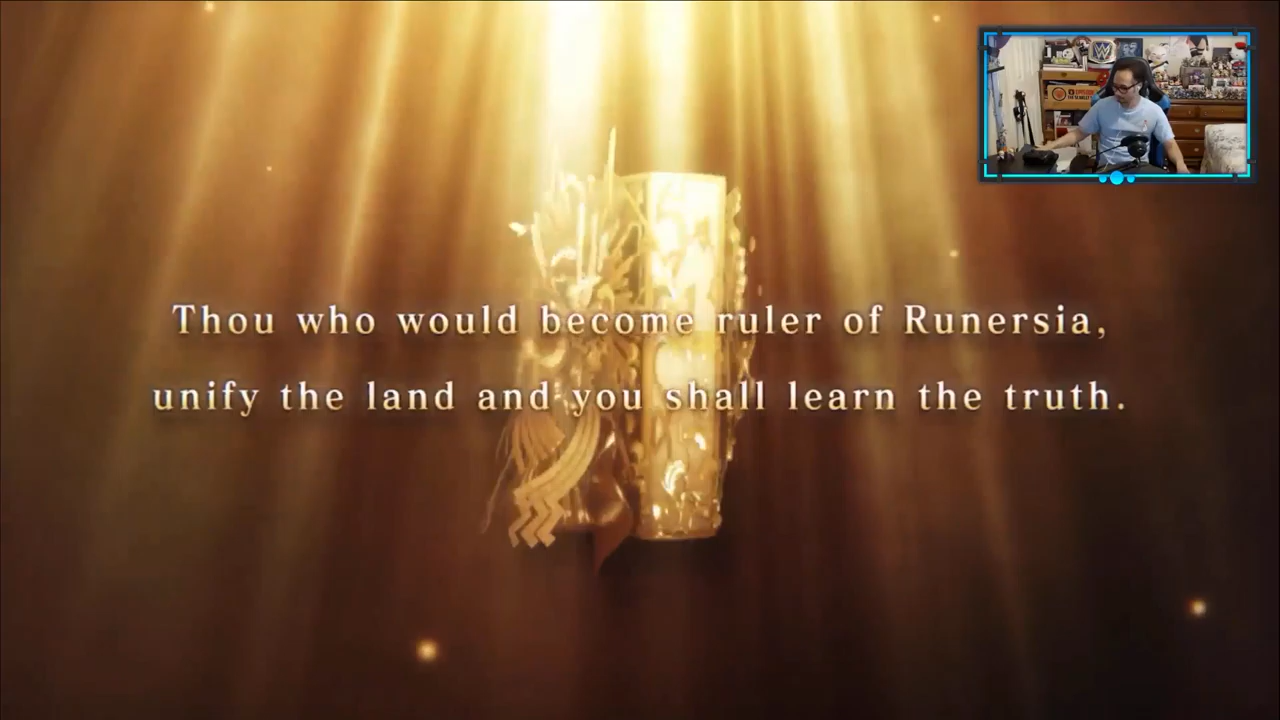 Thou who would become ruler of Runersia,
unify the land and you shall learn the truth.